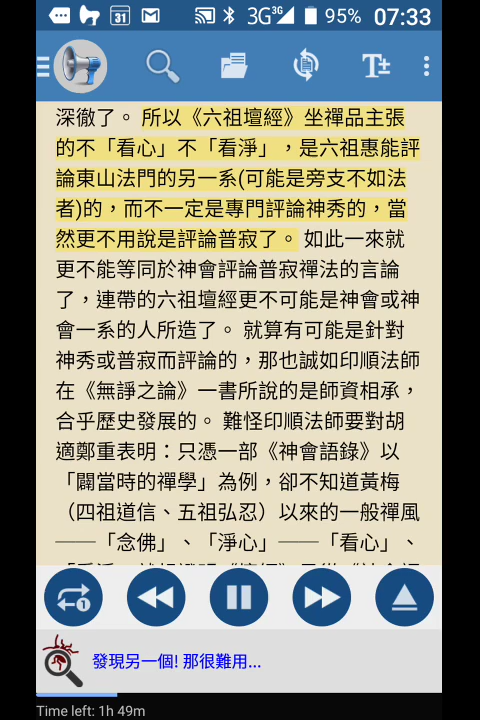 31 3G 3G 95% 07:33
T±
深徹了。 所以《六祖壇經》坐禪品主張
的不「看心」不「看淨」，是六祖惠能評
論東山法門的另一系(可能是旁支不如法
者)的，而不一定是專門評論神秀的，當
然更不用說是評論普寂了。 如此一來就
更不能等同於神會評論普寂禪法的言論
了，連帶的六祖壇經更不可能是神會或神
會一系的人所造了。 就算有可能是針對
神秀或普寂而評論的，那也誠如印順法師
在《無諍之論》一書所說的是師資相承，
合乎歷史發展的。 難怪印順法師要對胡
適鄭重表明：只憑一部《神會語錄》以
「闢當時的禪學」為例，卻不知道黃梅
（四祖道信、五祖弘忍）以來的一般禪風
──「念佛」、「淨心」──「看心」、
1
發現另一個! 那很難用...
Time left: 1h 49m